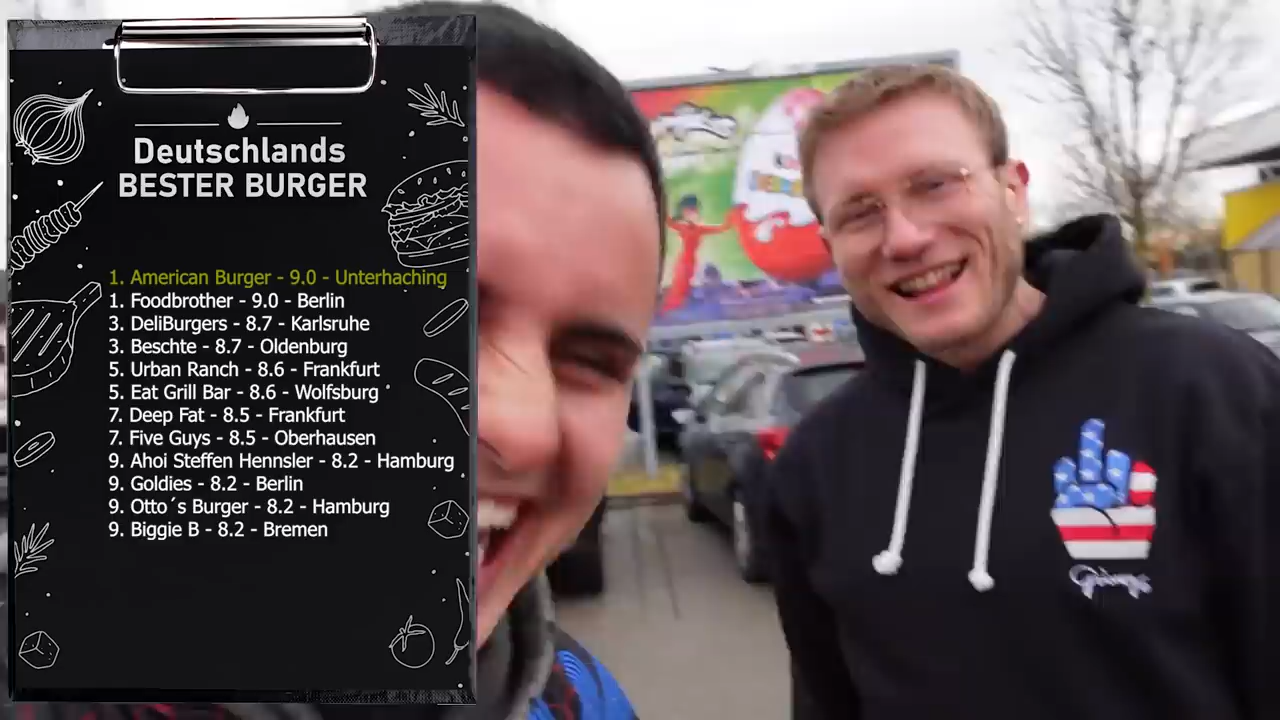 Deutschlands
BESTER BURGER
1. American Burger - 9.0 - Unterhaching
1. Foodbrother - 9.0 - Berlin
3. DeliBurgers - 8.7 - Karlsruhe
3. Beschte - 8.7 - Oldenburg
5. Urban Ranch - 8.6 - Frankfurt
5. Eat Grill Bar - 8.6 - Wolfsburg
7. Deep Fat - 8.5 - Frankfurt
7. Five Guys - 8.5 - Oberhausen
9. Ahoi Steffen Hennsler - 8.2 - Hamburg
9. Goldies - 8.2 - Berlin
9. Otto´s Burger - 8.2 - Hamburg
9. Biggie B - 8.2 - Bremen